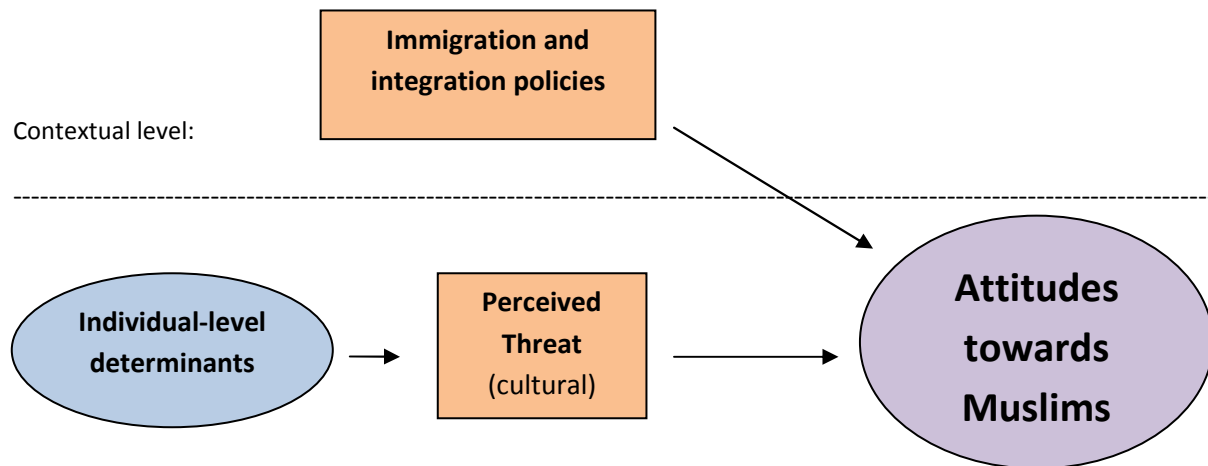 Immigration and
integration policies
Contextual level:
Individual-level
determinants
Perceived
Threat
(cultural)
Attitudes
towards
Muslims